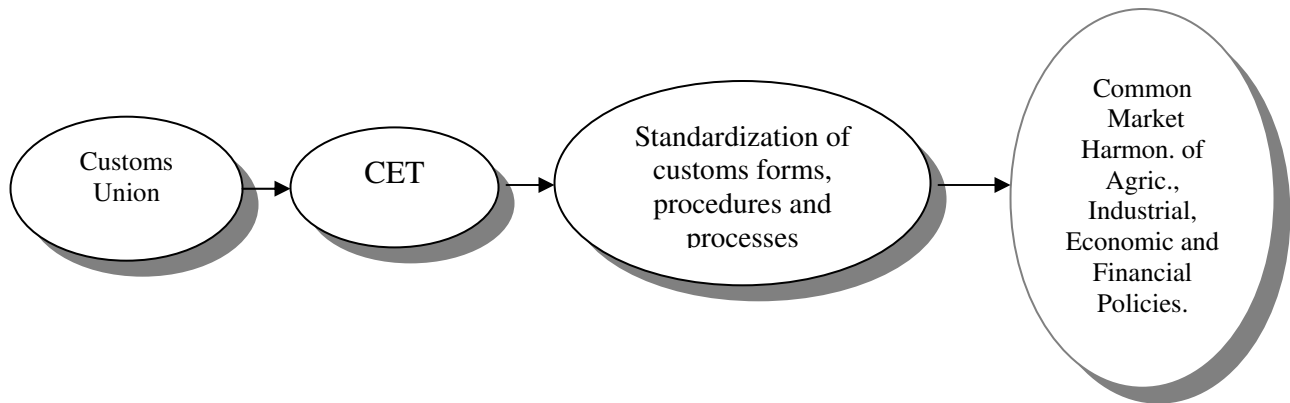 Customs
Union
CET
Standardization of
customs forms,
procedures and
processes
Common
Market
Harmon. of
Agric.,
Industrial,
Economic and
Financial
Policies.